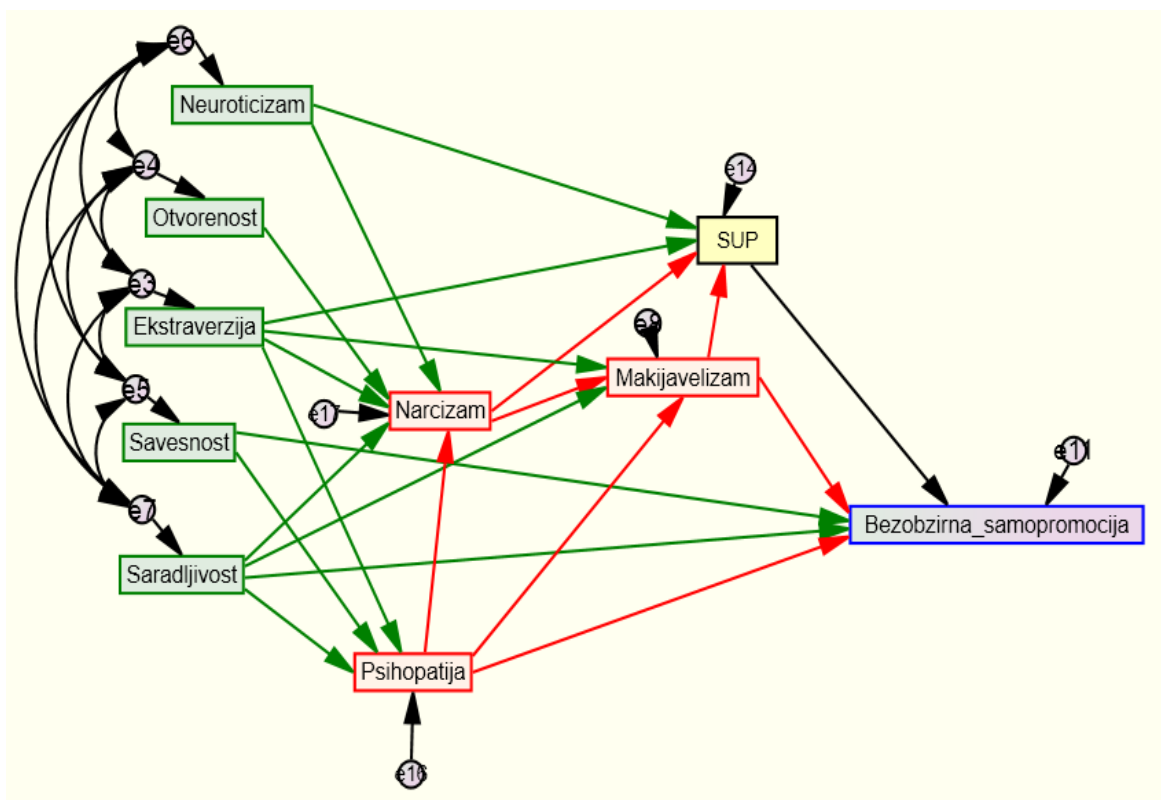 e6
Neuroticizam
e4
Otvorenost
e14
SUP
e3
Ekstraverzija
e9
Makijavelizam
e5
Narcizam
e17
Savesnost
e11
e7
Bezobzirna_samopromocija
Saradljivost
Psihopatija
e16